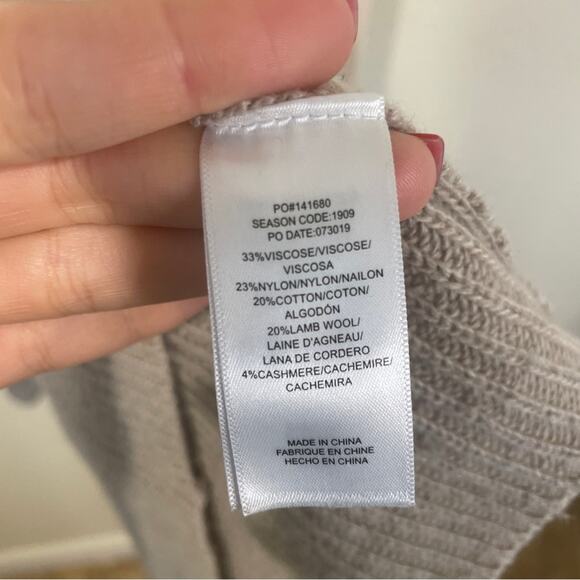 PO#141680
SEASON CODE:1909
PO DATE:073019
33%VISCOSE/VISCOSE/
VISCOSA
23%NYLON/NYLON/NAILON
20%COTTON/COTON/
ALGODÓN
20%LAMB WOOL/
LAINE D'AGNEAU/
LANA DE CORDERO
4%CASHMERE/CACHEMIRE/
CACHEMIRA
MADE IN CHINA
FABRIQUE EN CHINE
HECHO EN CHINA